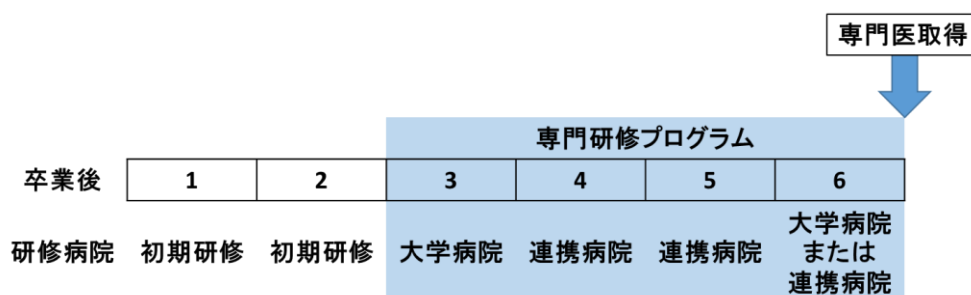 専門医取得
専門研修プログラム
卒業後 1 2 3 4 5 6
研修病院 初期研修 初期研修 大学病院 連携病院 連携病院 大学病院
または
連携病院